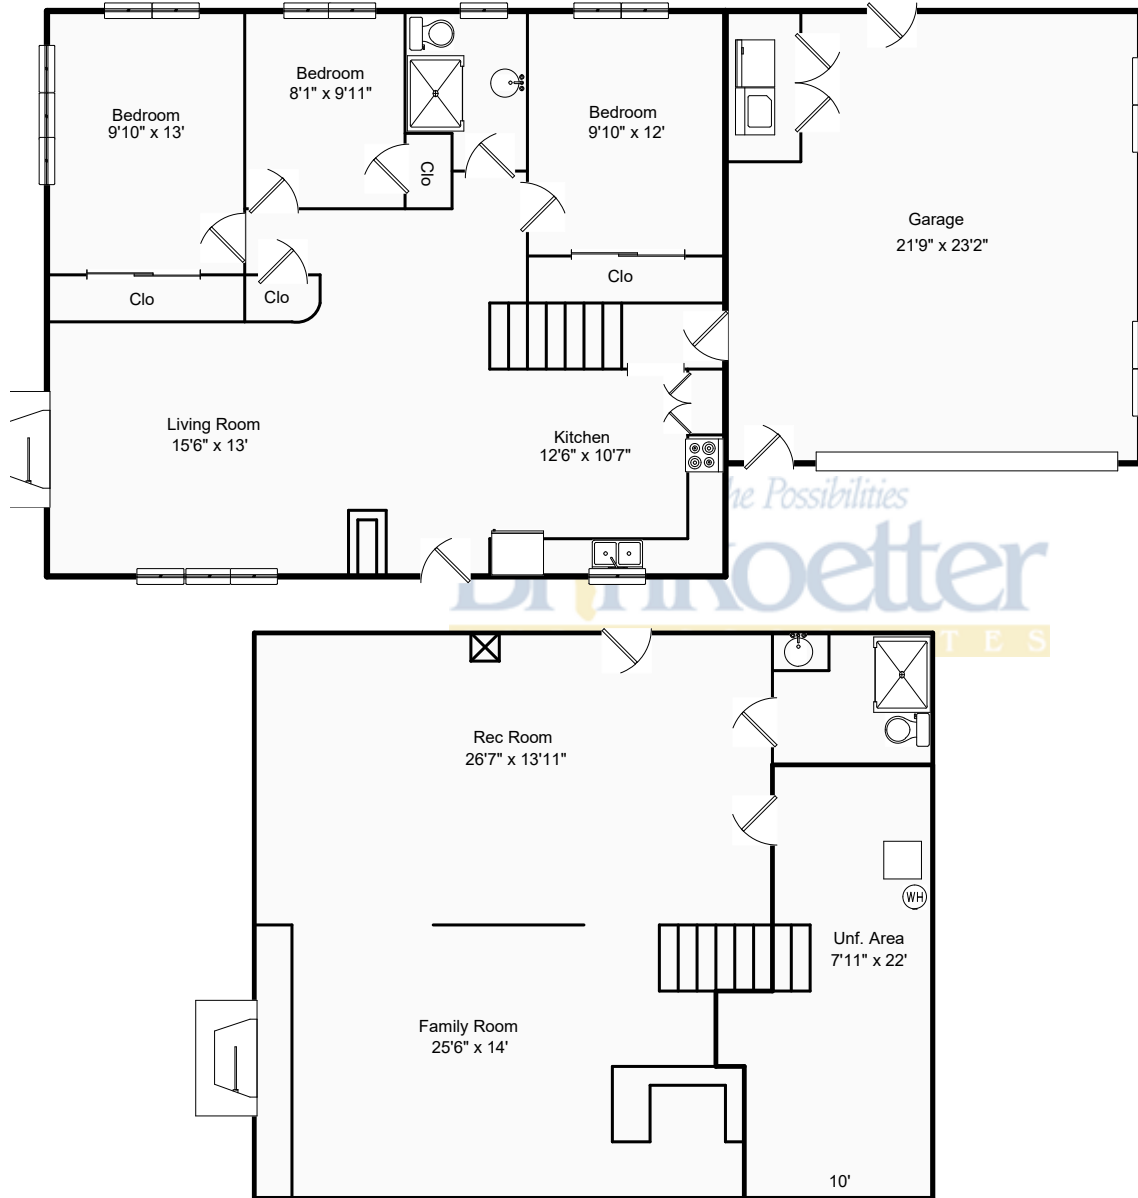 Bedroom
9'10" x 13'
Bedroom
8'1" x 9'11"
Clo
Bedroom
9'10" x 12'
Clo
Clo
Clo
Garage
21'9" x 23'2"
Living Room
15'6" x 13'
Kitchen
12'6" x 10'7"
he Possibilities
koetter
T E S
Rec Room
26'7" x 13'11"
WH
Unf. Area
7'11" x 22'
Family Room
25'6" x 14'
10'